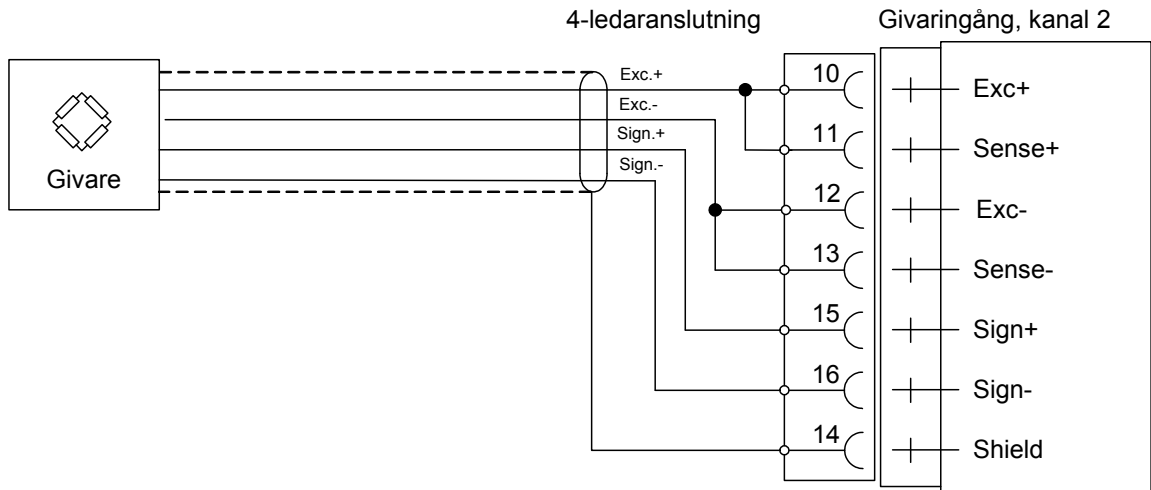 4-ledaranslutning
Givaringång, kanal 2
Givare
Exc.+
Exc.-
Sign.+
Sign.-
10
Exc+
11
Sense+
12
Exc-
13
Sense-
15
Sign+
16
Sign-
14
Shield